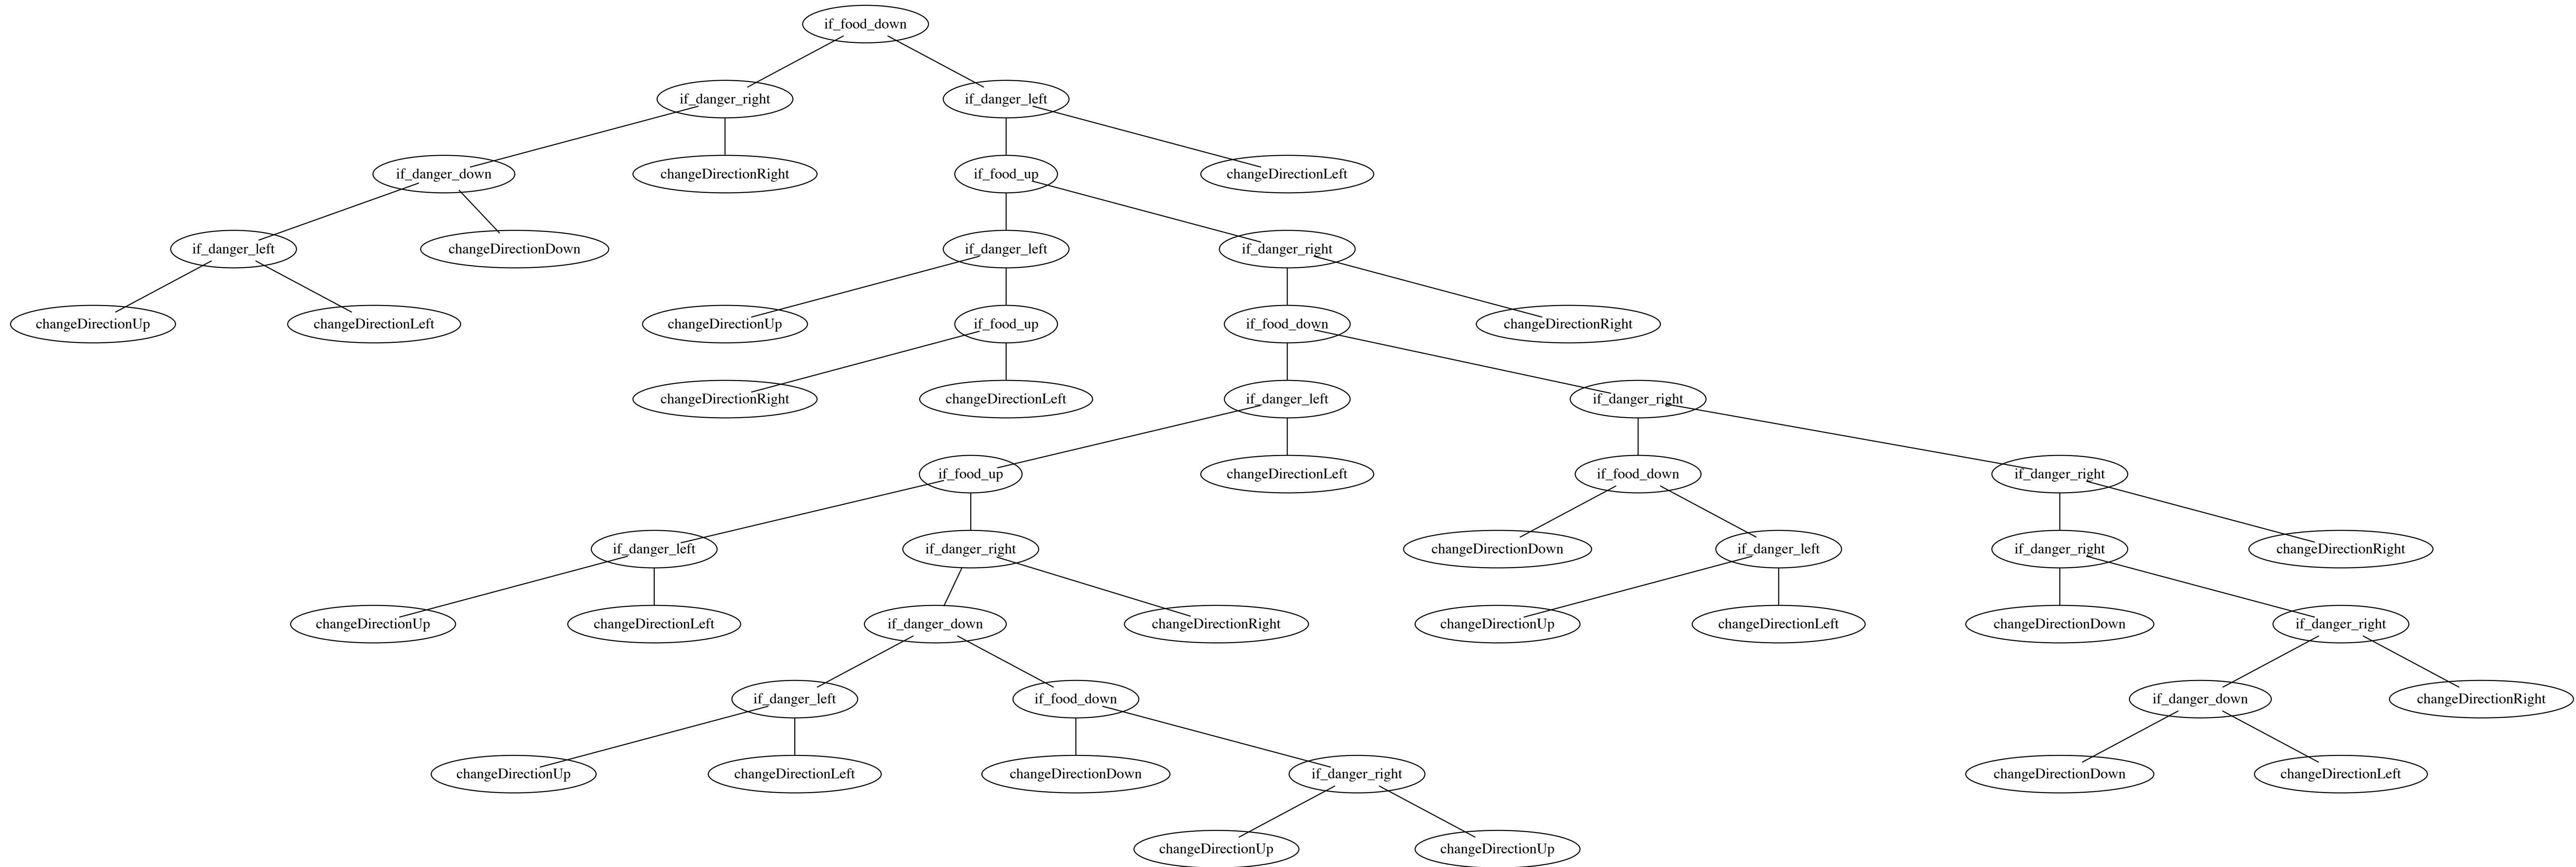 if_food_down
if_danger_right
if_danger_left
if_danger_down
changeDirectionRight
if_food_up
changeDirectionLeft
if_danger_left
changeDirectionDown
if_danger_left
if_danger_right
changeDirectionUp
changeDirectionLeft
changeDirectionUp
if_food_up
if_food_down
changeDirectionRight
changeDirectionRight
changeDirectionLeft
if_danger_left
if_danger_right
if_food_up
changeDirectionLeft
if_food_down
if_danger_right
if_danger_left
if_danger_right
changeDirectionDown
if_danger_left
if_danger_right
changeDirectionRight
changeDirectionUp
changeDirectionLeft
if_danger_down
changeDirectionRight
changeDirectionUp
changeDirectionLeft
changeDirectionDown
if_danger_right
if_danger_left
if_food_down
if_danger_down
changeDirectionRight
changeDirectionUp
changeDirectionLeft
changeDirectionDown
if_danger_right
changeDirectionDown
changeDirectionLeft
changeDirectionUp
changeDirectionUp